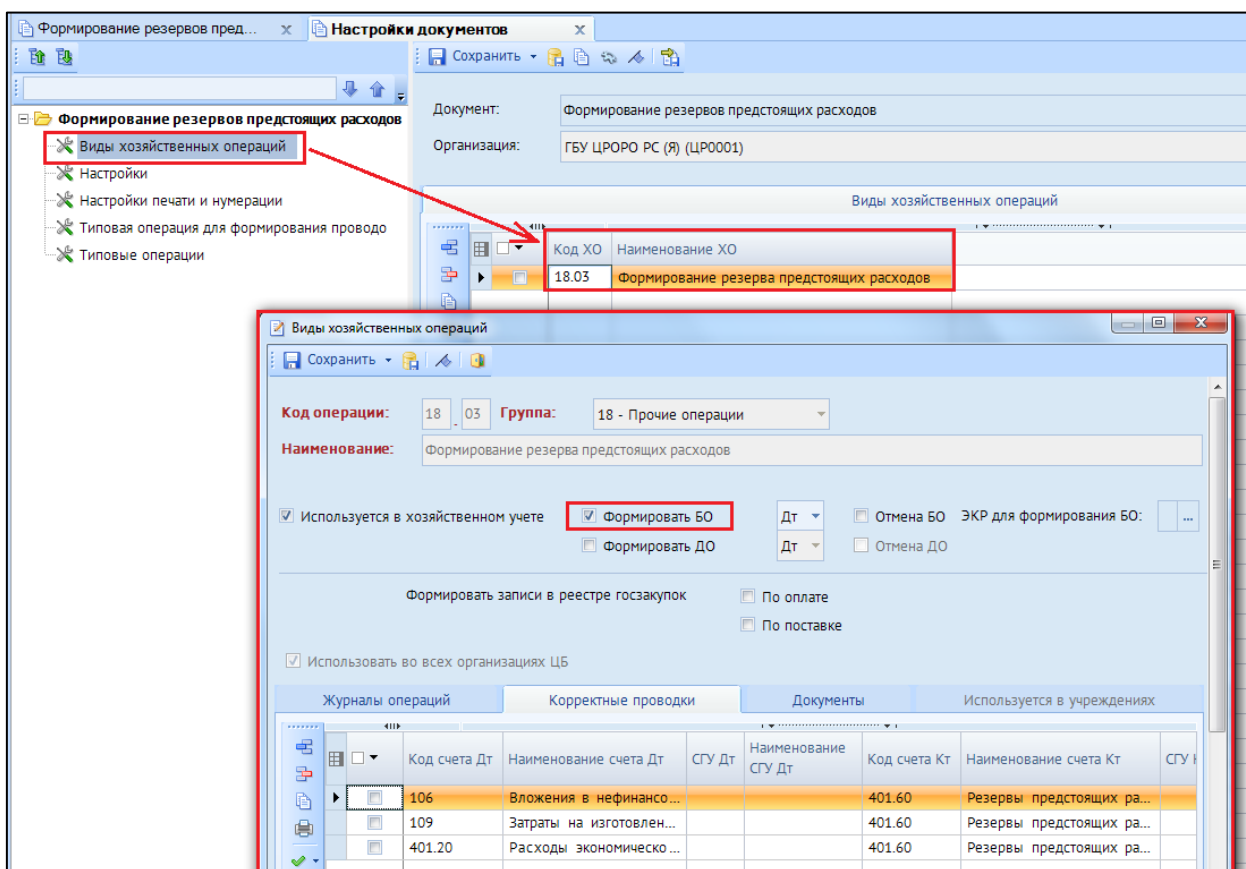 Формирование резервов пред... x Настройки документов x
Сохранить
Формирование резервов предстоящих расходов
Виды хозяйственных операций
Настройки
Настройки печати и нумерации
Типовая операция для формирования проводо
Типовые операции
Документ: Формирование резервов предстоящих расходов
Организация: ГБУ ЦРОРО РС (Я) (ЦР0001)
Виды хозяйственных операций
Код ХО Наименование ХО
18.03 Формирование резерва предстоящих расходов
Виды хозяйственных операций
Сохранить
Код операции: 18 . 03 Группа: 18 - Прочие операции
Наименование: Формирование резерва предстоящих расходов
Используется в хозяйственном учете Формировать БО Дт Отмена БО ЭКР для формирования БО: ...
Формировать ДО Дт Отмена ДО
Формировать записи в реестре госзакупок По оплате
По поставке
Использовать во всех организациях ЦБ
Журналы операций Корректные проводки Документы Используется в учреждениях
Код счета Дт Наименование счета Дт СГУ Дт Наименование СГУ Дт Код счета Кт Наименование счета Кт СГУ
106 Вложения в нефинансо... 401.60 Резервы предстоящих ра...
109 Затраты на изготовлен... 401.60 Резервы предстоящих ра...
401.20 Расходы экономическо... 401.60 Резервы предстоящих ра...